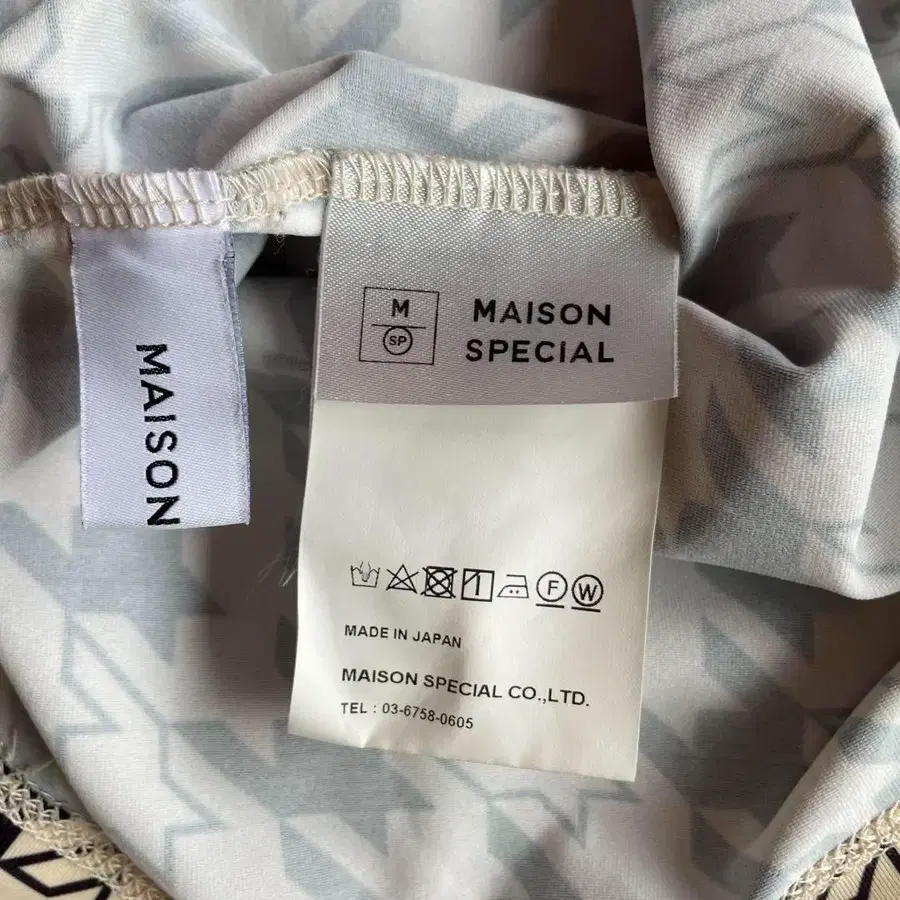 MAISON
M
SP
MAISON
SPECiAL
F W
MADE IN JAPAN
MAISON SPECIAL CO.,LTD.
TEL : 03-6758-0605